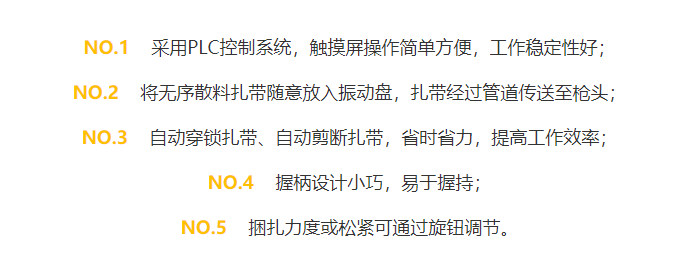 NO.1 采用PLC控制系统，触摸屏操作简单方便，工作稳定性好；
NO.2 将无序散料扎带随意放入振动盘，扎带经过管道传送至枪头；
NO.3 自动穿锁扎带、自动剪断扎带，省时省力，提高工作效率；
NO.4 握柄设计小巧，易于握持；
NO.5 捆扎力度或松紧可通过旋钮调节。